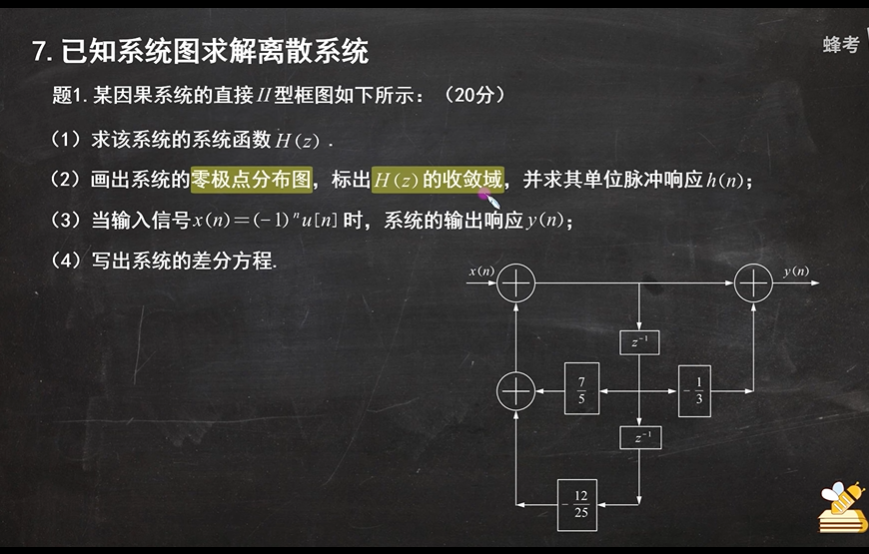 7. 已知系统图求解离散系统
蜂考
题1. 某因果系统的直接 II 型框图如下所示：（20分）
（1）求该系统的系统函数 H(z) .
（2）画出系统的零极点分布图，标出 H(z) 的收敛域，并求其单位脉冲响应 h(n)；
（3）当输入信号 x(n)=(-1)ⁿu[n] 时，系统的输出响应 y(n)；
（4）写出系统的差分方程.
x(n)
y(n)
z⁻¹
7/5
-1/3
z⁻¹
-12/25